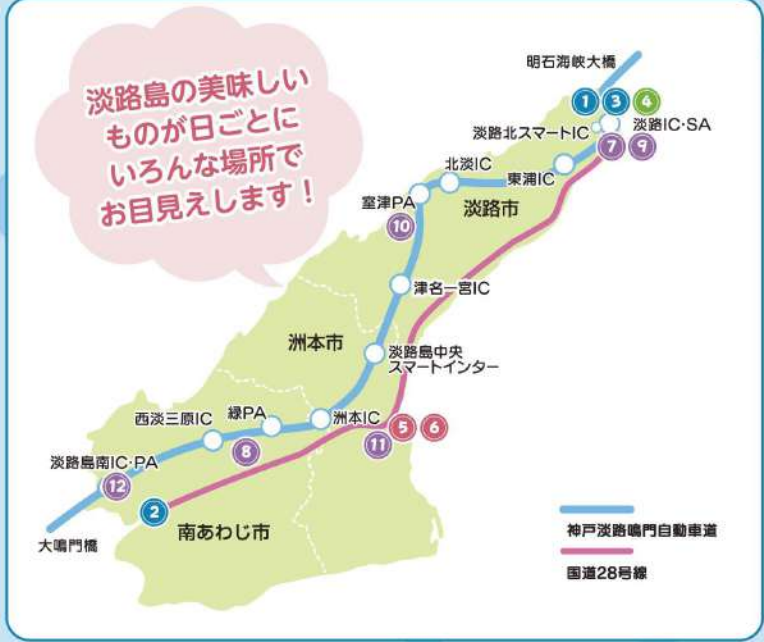 淡路島の美味しい
ものが日ごとに
いろんな場所で
お目見えします！
明石海峡大橋
1 3 4
淡路北スマートIC
淡路IC・SA
7 9
北淡IC
東浦IC
室津PA
淡路市
10
津名一宮IC
洲本市
淡路島中央
スマートインター
西淡三原IC
緑PA
洲本IC
5 6
11
8
淡路島南IC・PA
12
2
南あわじ市
大鳴門橋
神戸淡路鳴門自動車道
国道28号線